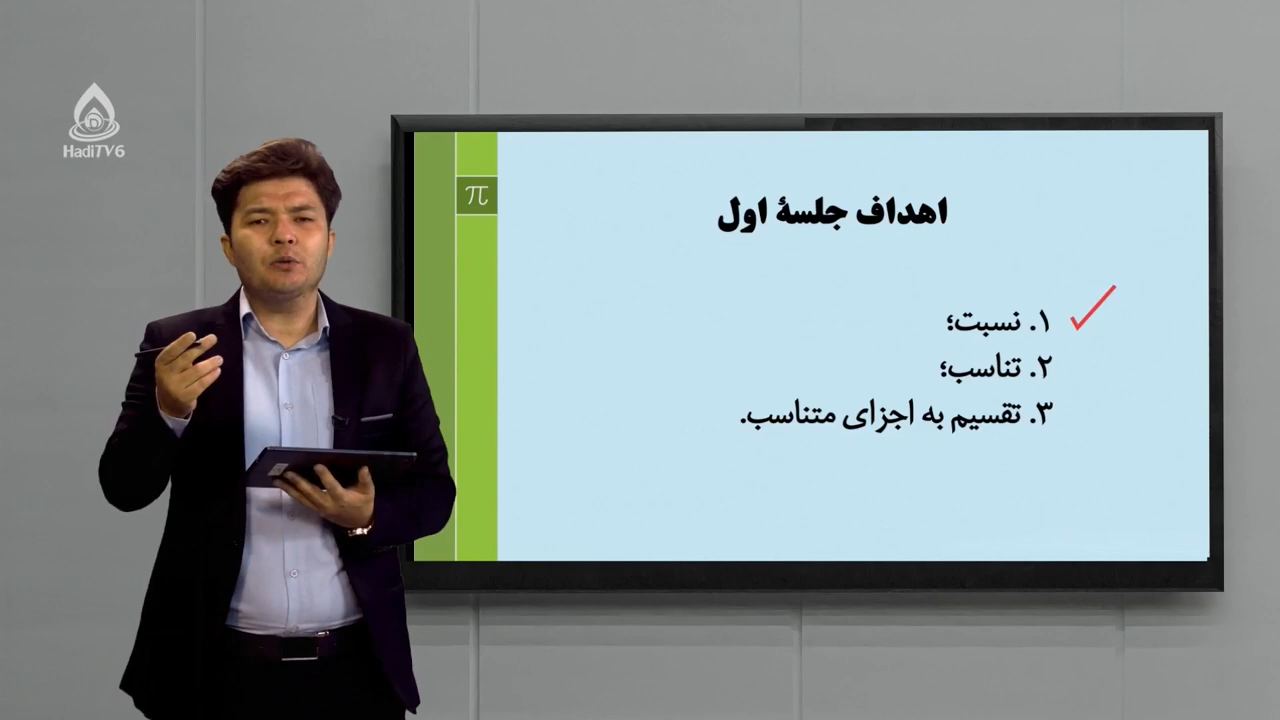 HadiTV6
π
اهداف جلسهٔ اول
۱. نسبت؛
۲. تناسب؛
۳. تقسیم به اجزای متناسب.